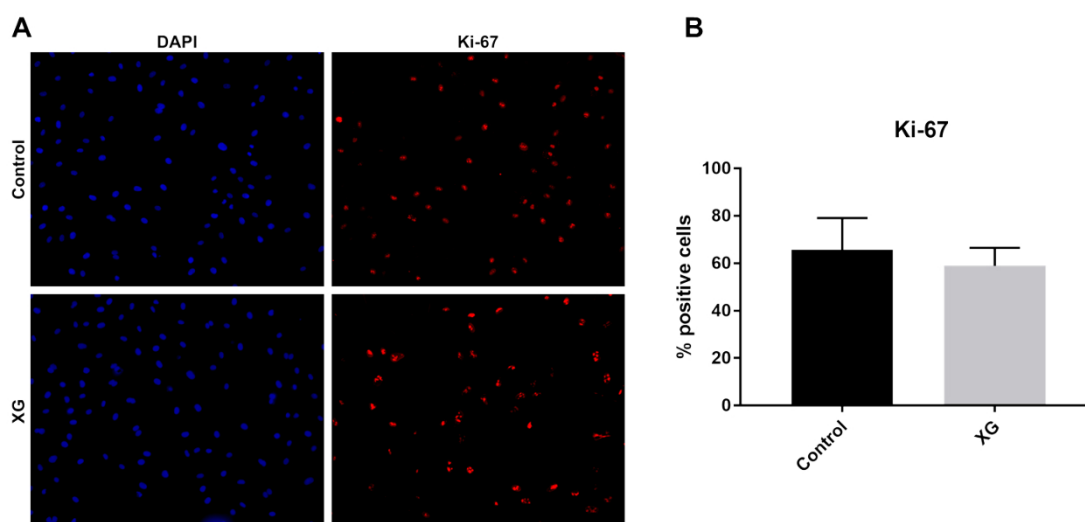 A
DAPI
Ki-67
Control
XG
B
Ki-67
% positive cells
100
80
60
40
20
0
Control
XG